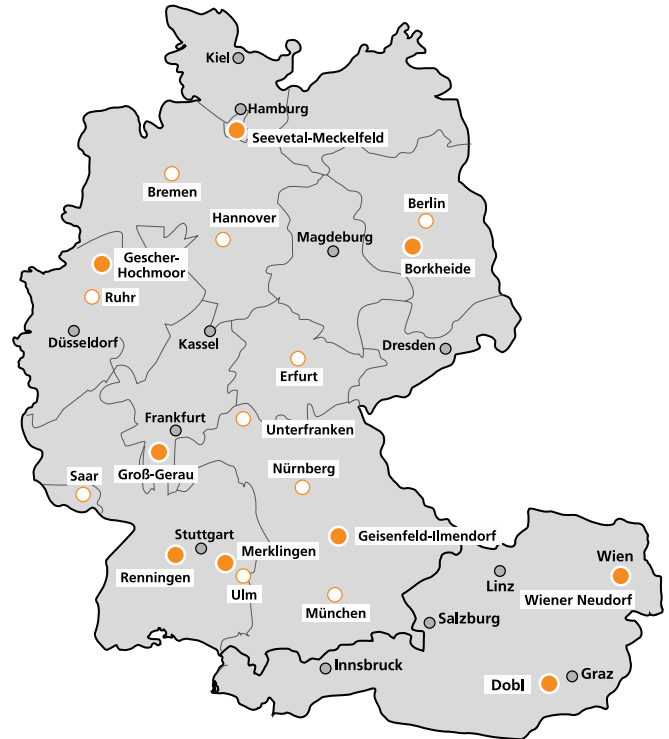 Kiel
Hamburg
Seevetal-Meckelfeld
Bremen
Hannover
Berlin
Magdeburg
Borkheide
Gescher-
Hochmoor
Ruhr
Düsseldorf
Kassel
Dresden
Erfurt
Frankfurt
Unterfranken
Groß-Gerau
Saar
Nürnberg
Stuttgart
Merklingen
Geisenfeld-Ilmendorf
Renningen
Ulm
München
Wien
Linz
Wiener Neudorf
Salzburg
Innsbruck
Graz
Dobl